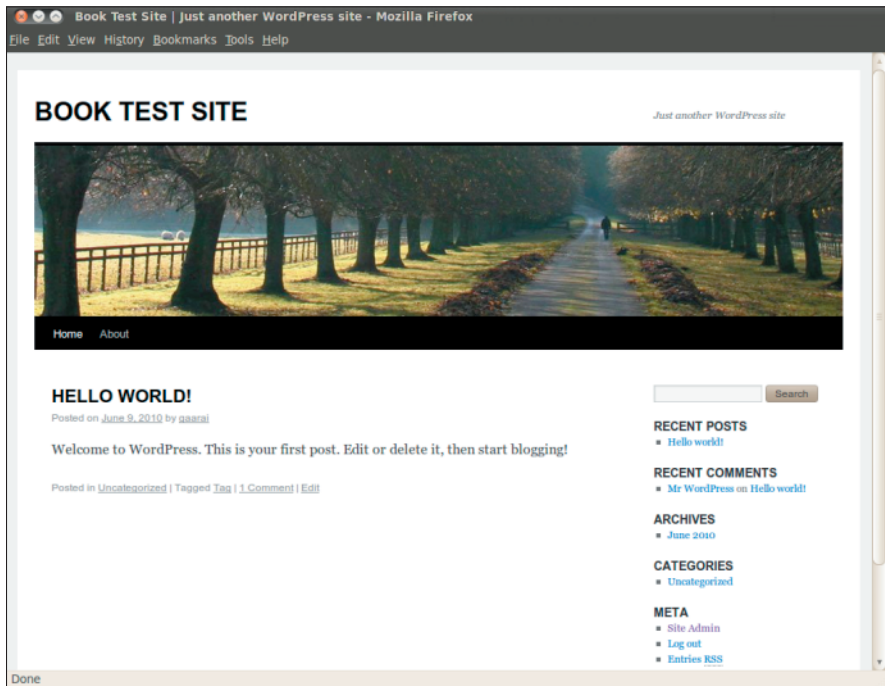 Book Test Site | Just another WordPress site - Mozilla Firefox
File Edit View History Bookmarks Tools Help
BOOK TEST SITE
Just another WordPress site
Home About
HELLO WORLD!
Posted on June 9, 2010 by gaarai
Welcome to WordPress. This is your first post. Edit or delete it, then start blogging!
Posted in Uncategorized | Tagged Tag | 1 Comment | Edit
Search
RECENT POSTS
Hello world!
RECENT COMMENTS
Mr WordPress on Hello world!
ARCHIVES
June 2010
CATEGORIES
Uncategorized
META
Site Admin
Log out
Entries RSS
Done